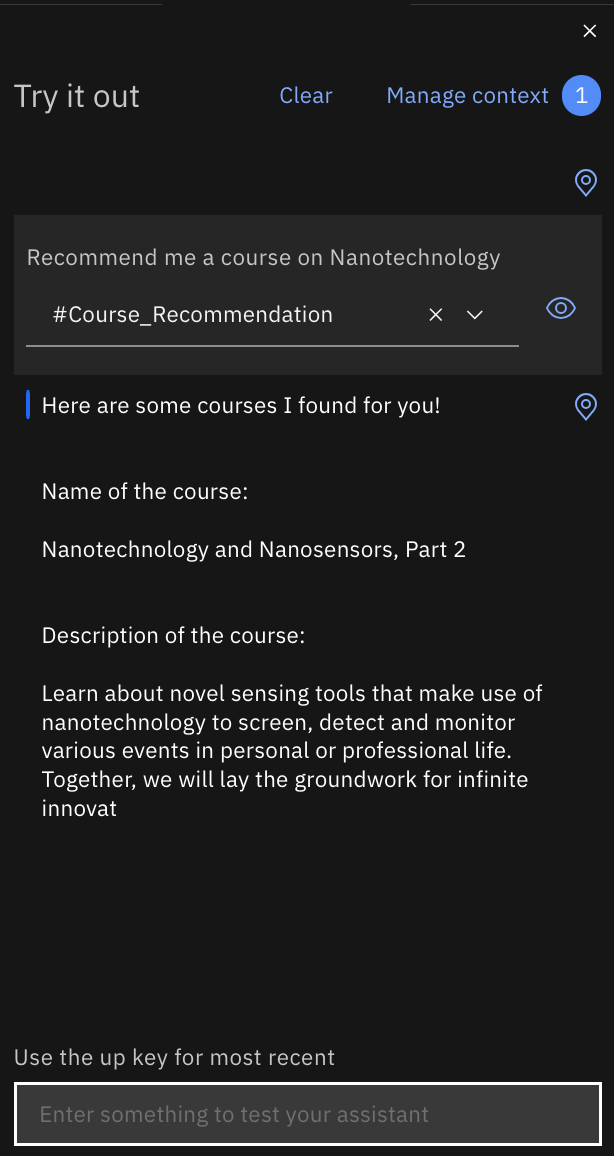 Try it out
Clear
Manage context
1
Recommend me a course on Nanotechnology
#Course_Recommendation
Here are some courses I found for you!
Name of the course:
Nanotechnology and Nanosensors, Part 2
Description of the course:
Learn about novel sensing tools that make use of
nanotechnology to screen, detect and monitor
various events in personal or professional life.
Together, we will lay the groundwork for infinite
innovat
Use the up key for most recent
Enter something to test your assistant